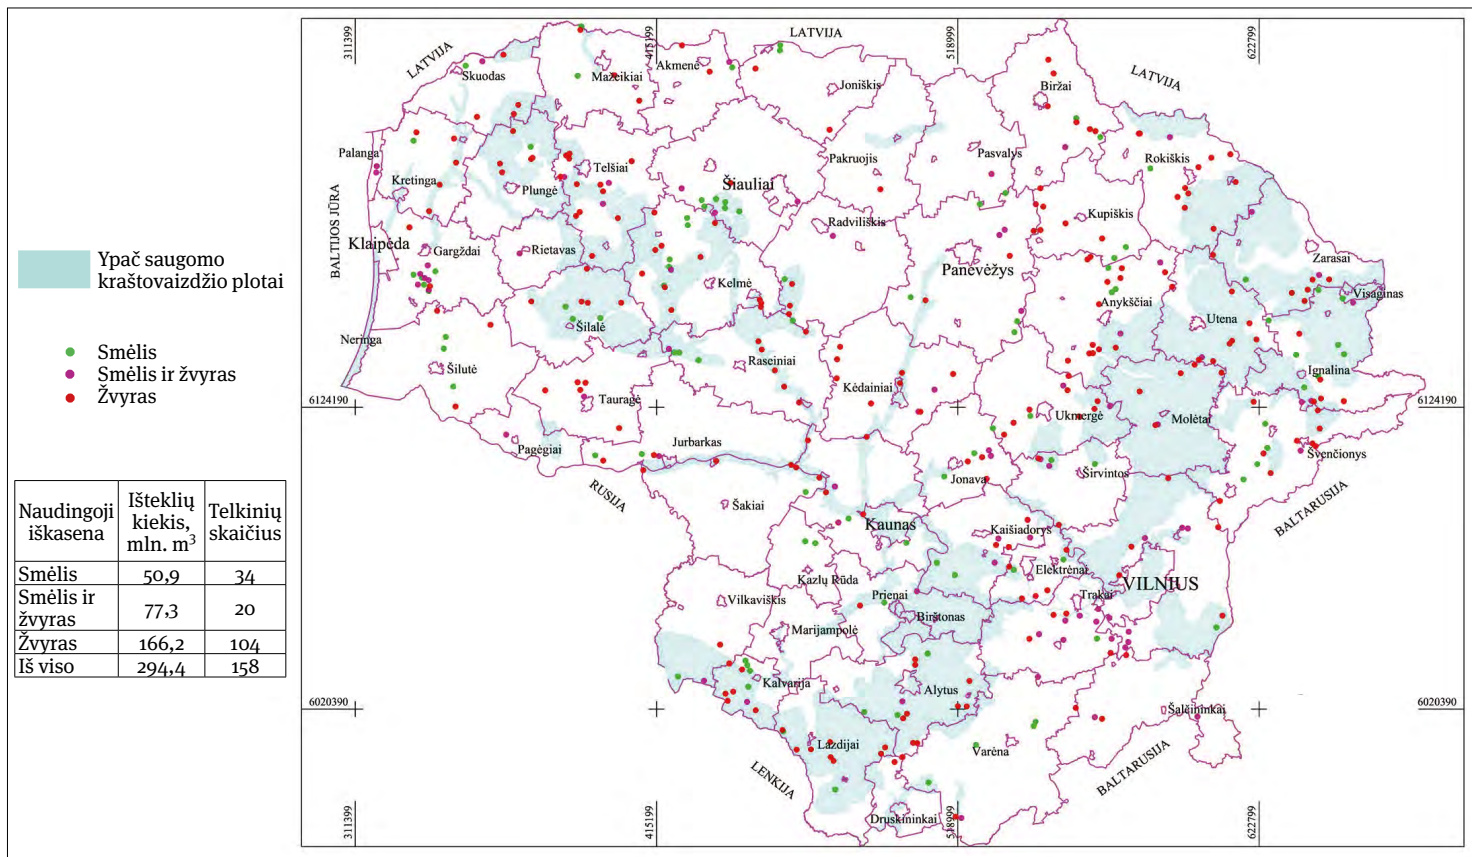 Ypač saugomo
kraštovaizdžio plotai
Smėlis
Smėlis ir žvyras
Žvyras
Naudingoji iškasena
Išteklių kiekis, mln. m³
Telkinių skaičius
Smėlis 50,9 34
Smėlis ir žvyras 77,3 20
Žvyras 166,2 104
Iš viso 294,4 158
311399
415199
518999
622799
LATVIJA
LATVIJA
LATVIJA
Skuodas
Mažeikiai
Akmenė
Joniškis
Biržai
Palanga
Kretinga
Plungė
Telšiai
Šiauliai
Pakruojis
Pasvalys
Rokiškis
BALTIJOS JŪRA
Klaipėda
Gargždai
Rietavas
Radviliškis
Kupiškis
Panevėžys
Zarasai
Visaginas
Kelmė
Anykščiai
Utena
Neringa
Šilalė
Šilutė
Raseiniai
Kėdainiai
Ignalina
Tauragė
6124190
6124190
Ukmergė
Molėtai
Pagėgiai
Jurbarkas
Švenčionys
RUSIJA
Jonava
Širvintos
BALTARUSIJA
Šakiai
Kaunas
Kaišiadorys
Kazlų Rūda
Elektrėnai
VILNIUS
Vilkaviškis
Prienai
Trakai
Birštonas
Marijampolė
Kalvarija
Alytus
6020390
6020390
Šalčininkai
Lazdijai
Varėna
LENKIJA
BALTARUSIJA
Druskininkai
311399
415199
518999
622799